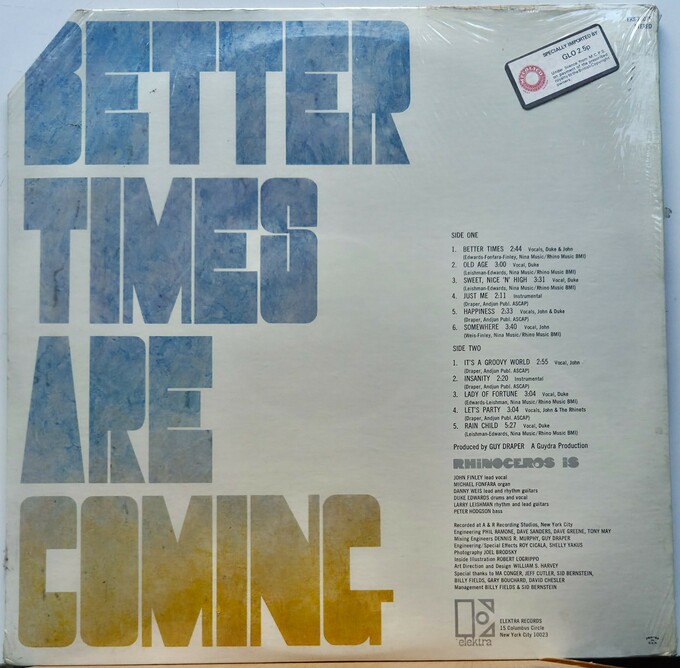 BETTER
TIMES
ARE
COMING
STEREO
SPECIALLY IMPORTED BY:
GLO 2.5p
SIDE ONE
1. BETTER TIMES 2:44 Vocals, Duke & John
(Edwards-Fonfara-Finley, Nina Music/Rhino Music BMI)
2. OLD AGE 3:00 Vocal, Duke
(Leishman-Edwards, Nina Music/Rhino Music BMI)
3. SWEET, NICE 'N' HIGH 3:31 Vocal, Duke
(Leishman-Edwards, Nina Music/Rhino Music BMI)
4. JUST ME 2:11 Instrumental
(Draper, Andjun Publ. ASCAP)
5. HAPPINESS 2:33 Vocals, John & Duke
(Draper, Andjun Publ. ASCAP)
6. SOMEWHERE 3:40 Vocal, John
(Weis-Finley, Nina Music/Rhino Music BMI)
SIDE TWO
1. IT'S A GROOVY WORLD 2:55 Vocal, John
(Draper, Andjun Publ. ASCAP)
2. INSANITY 2:20 Instrumental
(Draper, Andjun Publ. ASCAP)
3. LADY OF FORTUNE 3:04 Vocal, Duke
(Edwards-Leishman, Nina Music/Rhino Music BMI)
4. LET'S PARTY 3:04 Vocals, John & The Rhinets
(Draper, Andjun Publ. ASCAP)
5. RAIN CHILD 5:27 Vocal, Duke
(Leishman-Edwards, Nina Music/Rhino Music BMI)
Produced by GUY DRAPER A Guydra Production
RHINOCEROS IS
JOHN FINLEY lead vocal
MICHAEL FONFARA organ
DANNY WEIS lead and rhythm guitars
DUKE EDWARDS drums and vocal
LARRY LEISHMAN rhythm and lead guitars
PETER HODGSON bass
Recorded at A & R Recording Studios, New York City
Engineering PHIL RAMONE, DAVE SANDERS, DAVE GREENE, TONY MAY
Mixing Engineers DENNIS R. MURPHY, GUY DRAPER
Engineering/Special Effects ROY CICALA, SHELLY YAKUS
Photography JOEL BRODSKY
Inside Illustration ROBERT LOGRIPPO
Art Direction and Design WILLIAM S. HARVEY
Special thanks to MA CONGER, JEFF CUTLER, SID BERNSTEIN,
BILLY FIELDS, GARY BOUCHARD, DAVID CHESLER
Management BILLY FIELDS & SID BERNSTEIN
elektra
ELEKTRA RECORDS
15 Columbus Circle
New York City 10023